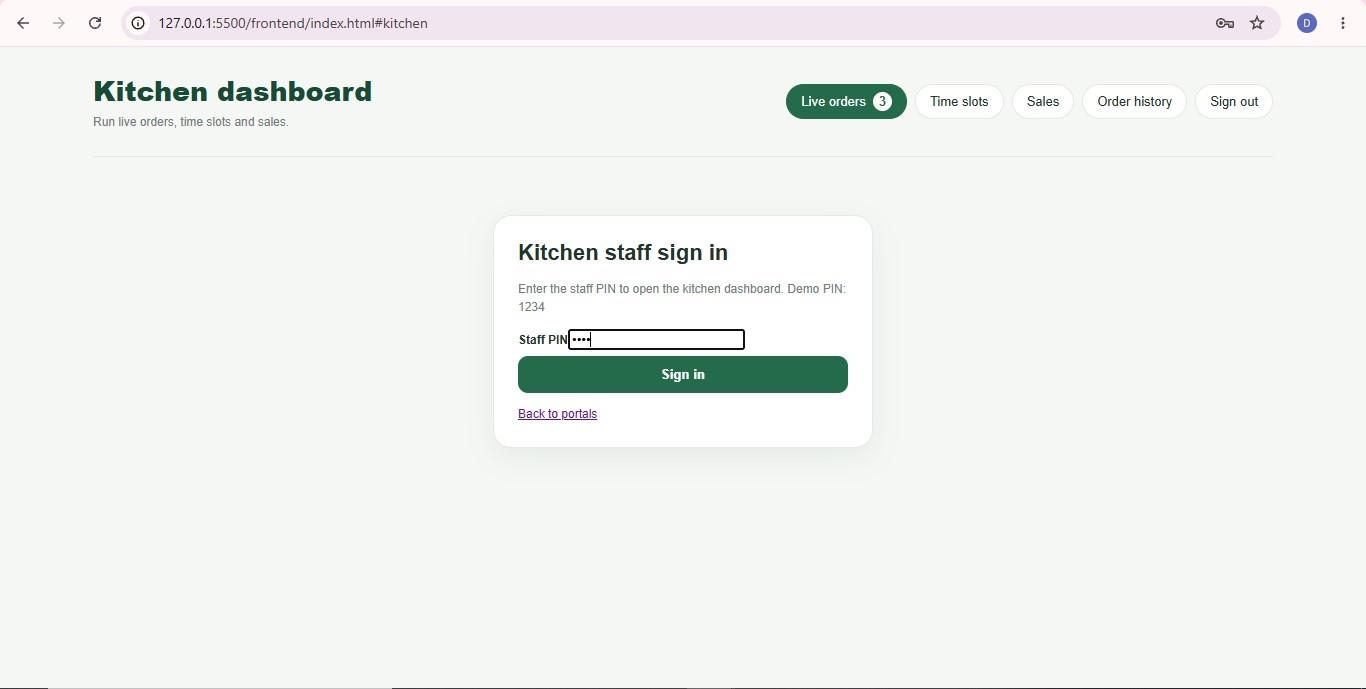 127.0.0.1:5500/frontend/index.html#kitchen
D
Kitchen dashboard
Run live orders, time slots and sales.
Live orders 3
Time slots
Sales
Order history
Sign out
Kitchen staff sign in
Enter the staff PIN to open the kitchen dashboard. Demo PIN:
1234
Staff PIN ••••
Sign in
Back to portals